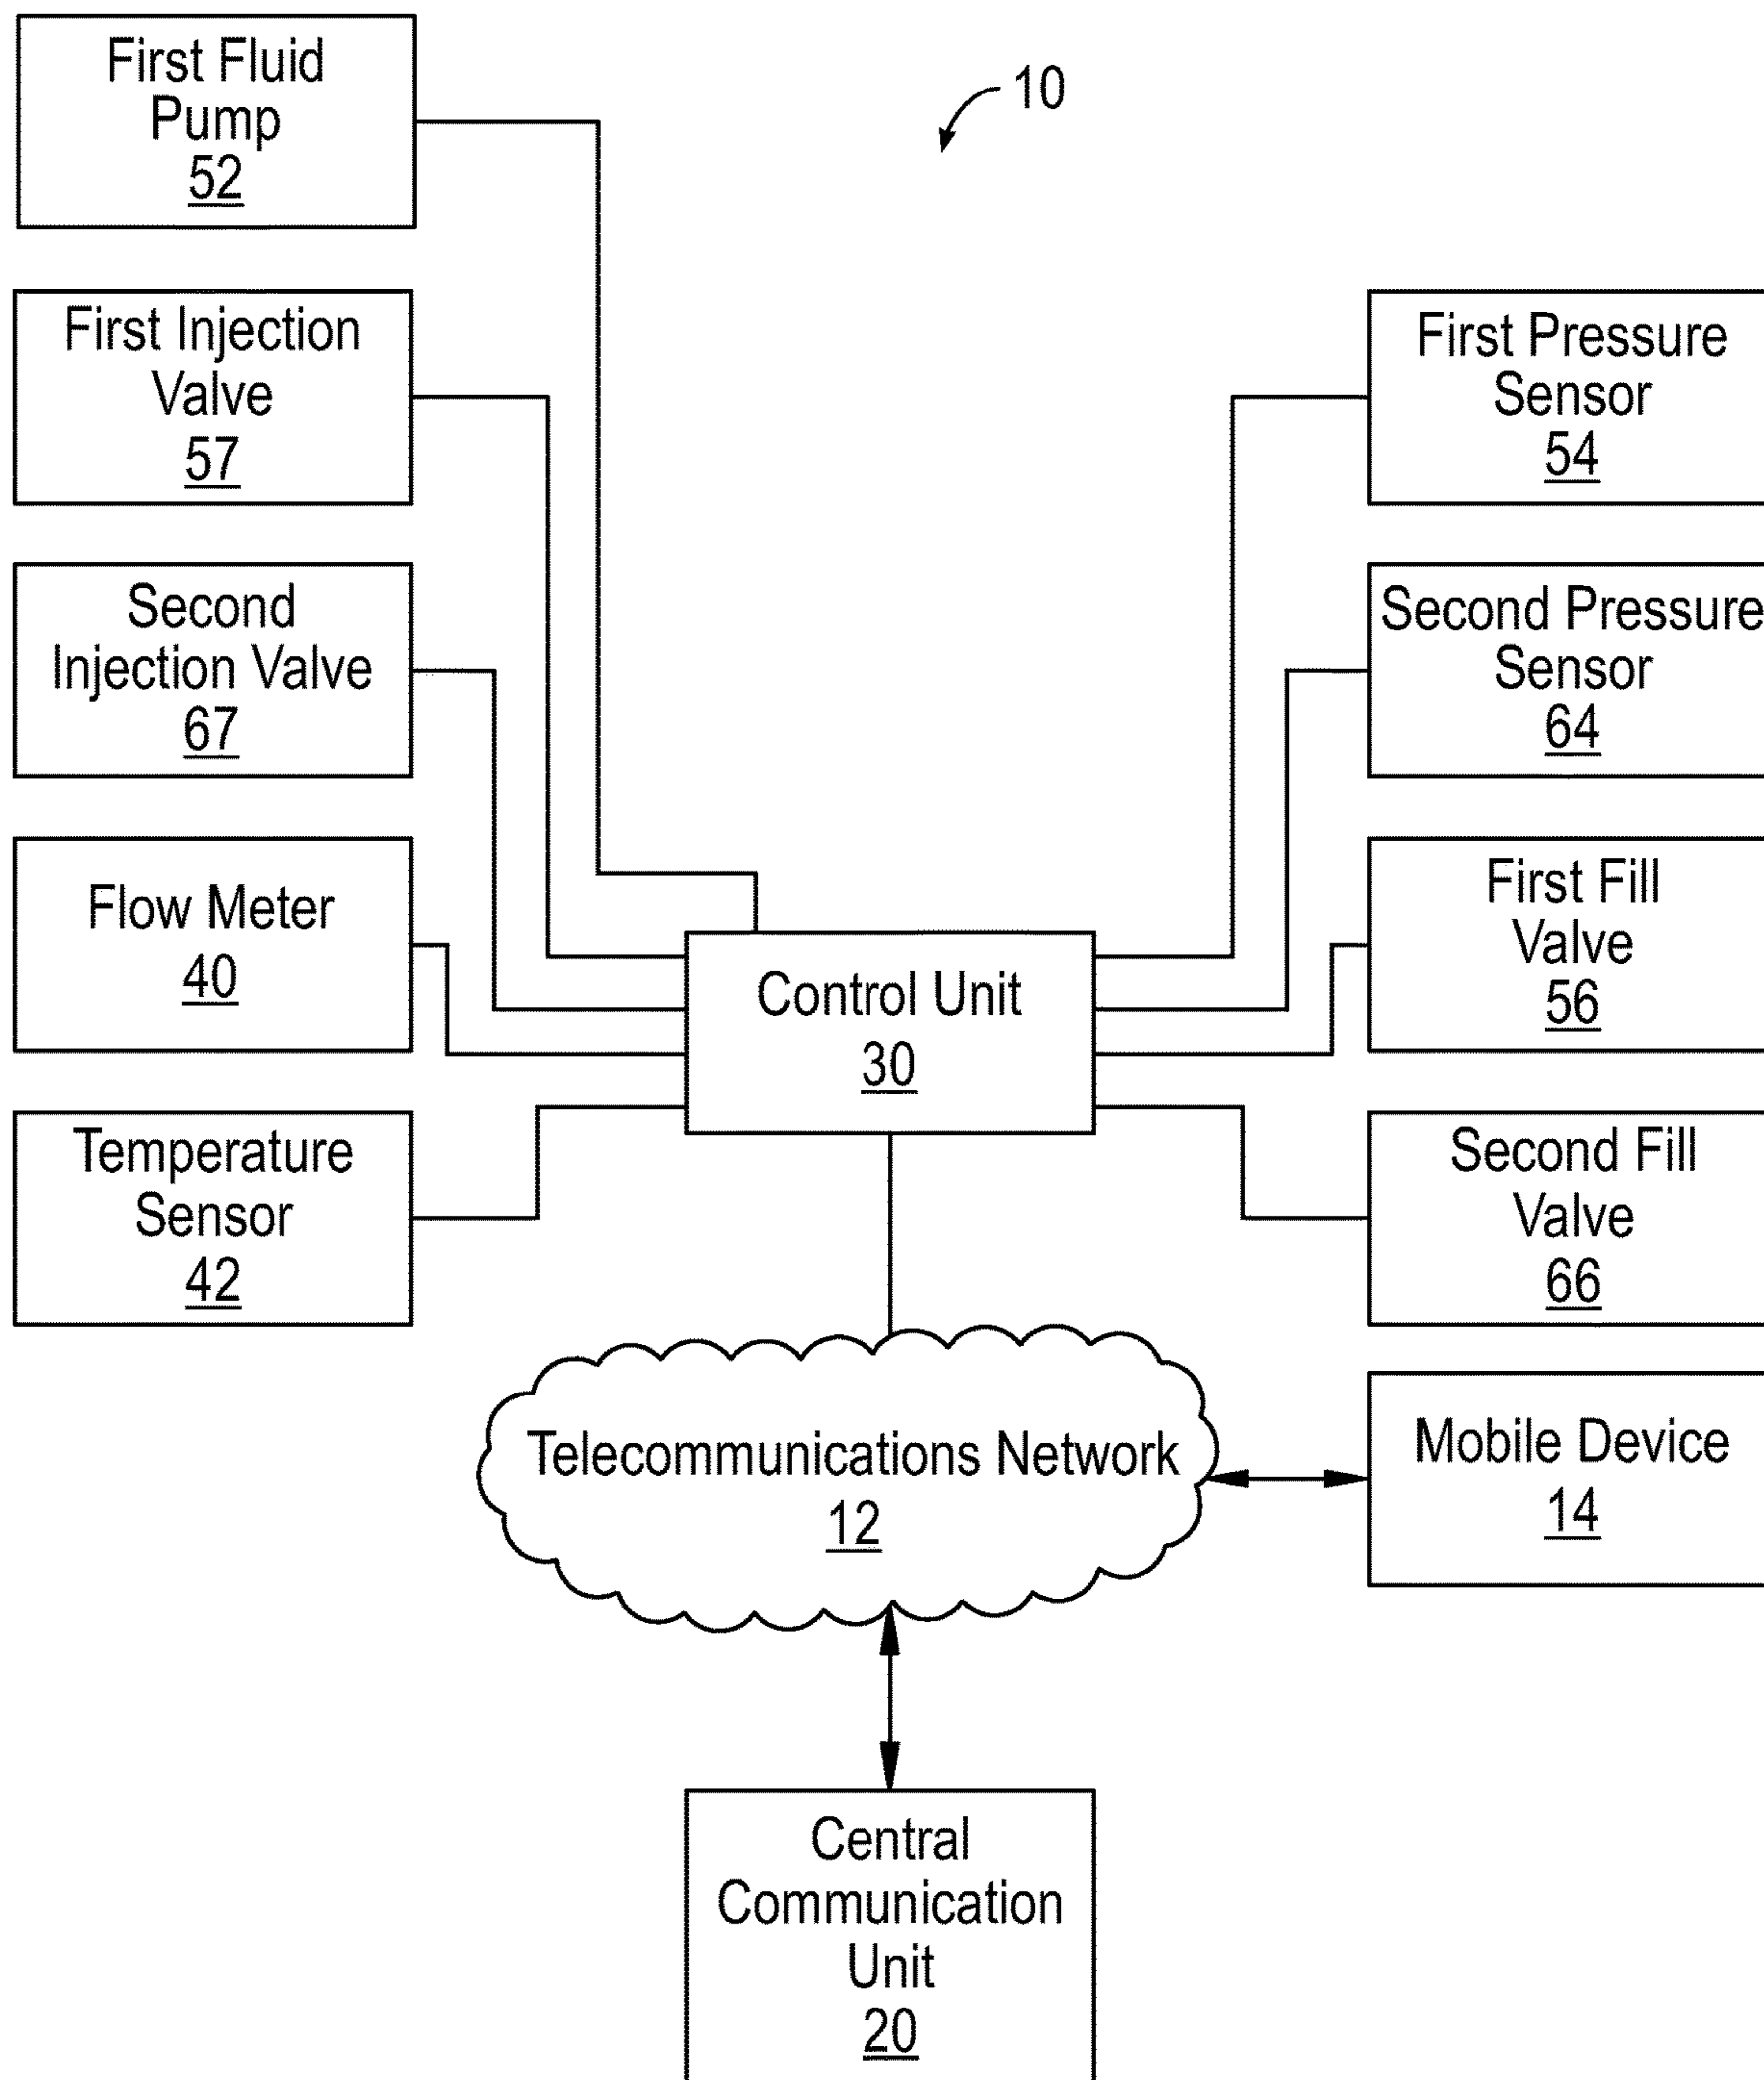 First Fluid
Pump
52
10
First Injection
Valve
57
First Pressure
Sensor
54
Second
Injection Valve
67
Second Pressure
Sensor
64
Flow Meter
40
First Fill
Valve
56
Control Unit
30
Temperature
Sensor
42
Second Fill
Valve
66
Telecommunications Network
12
Mobile Device
14
Central
Communication
Unit
20